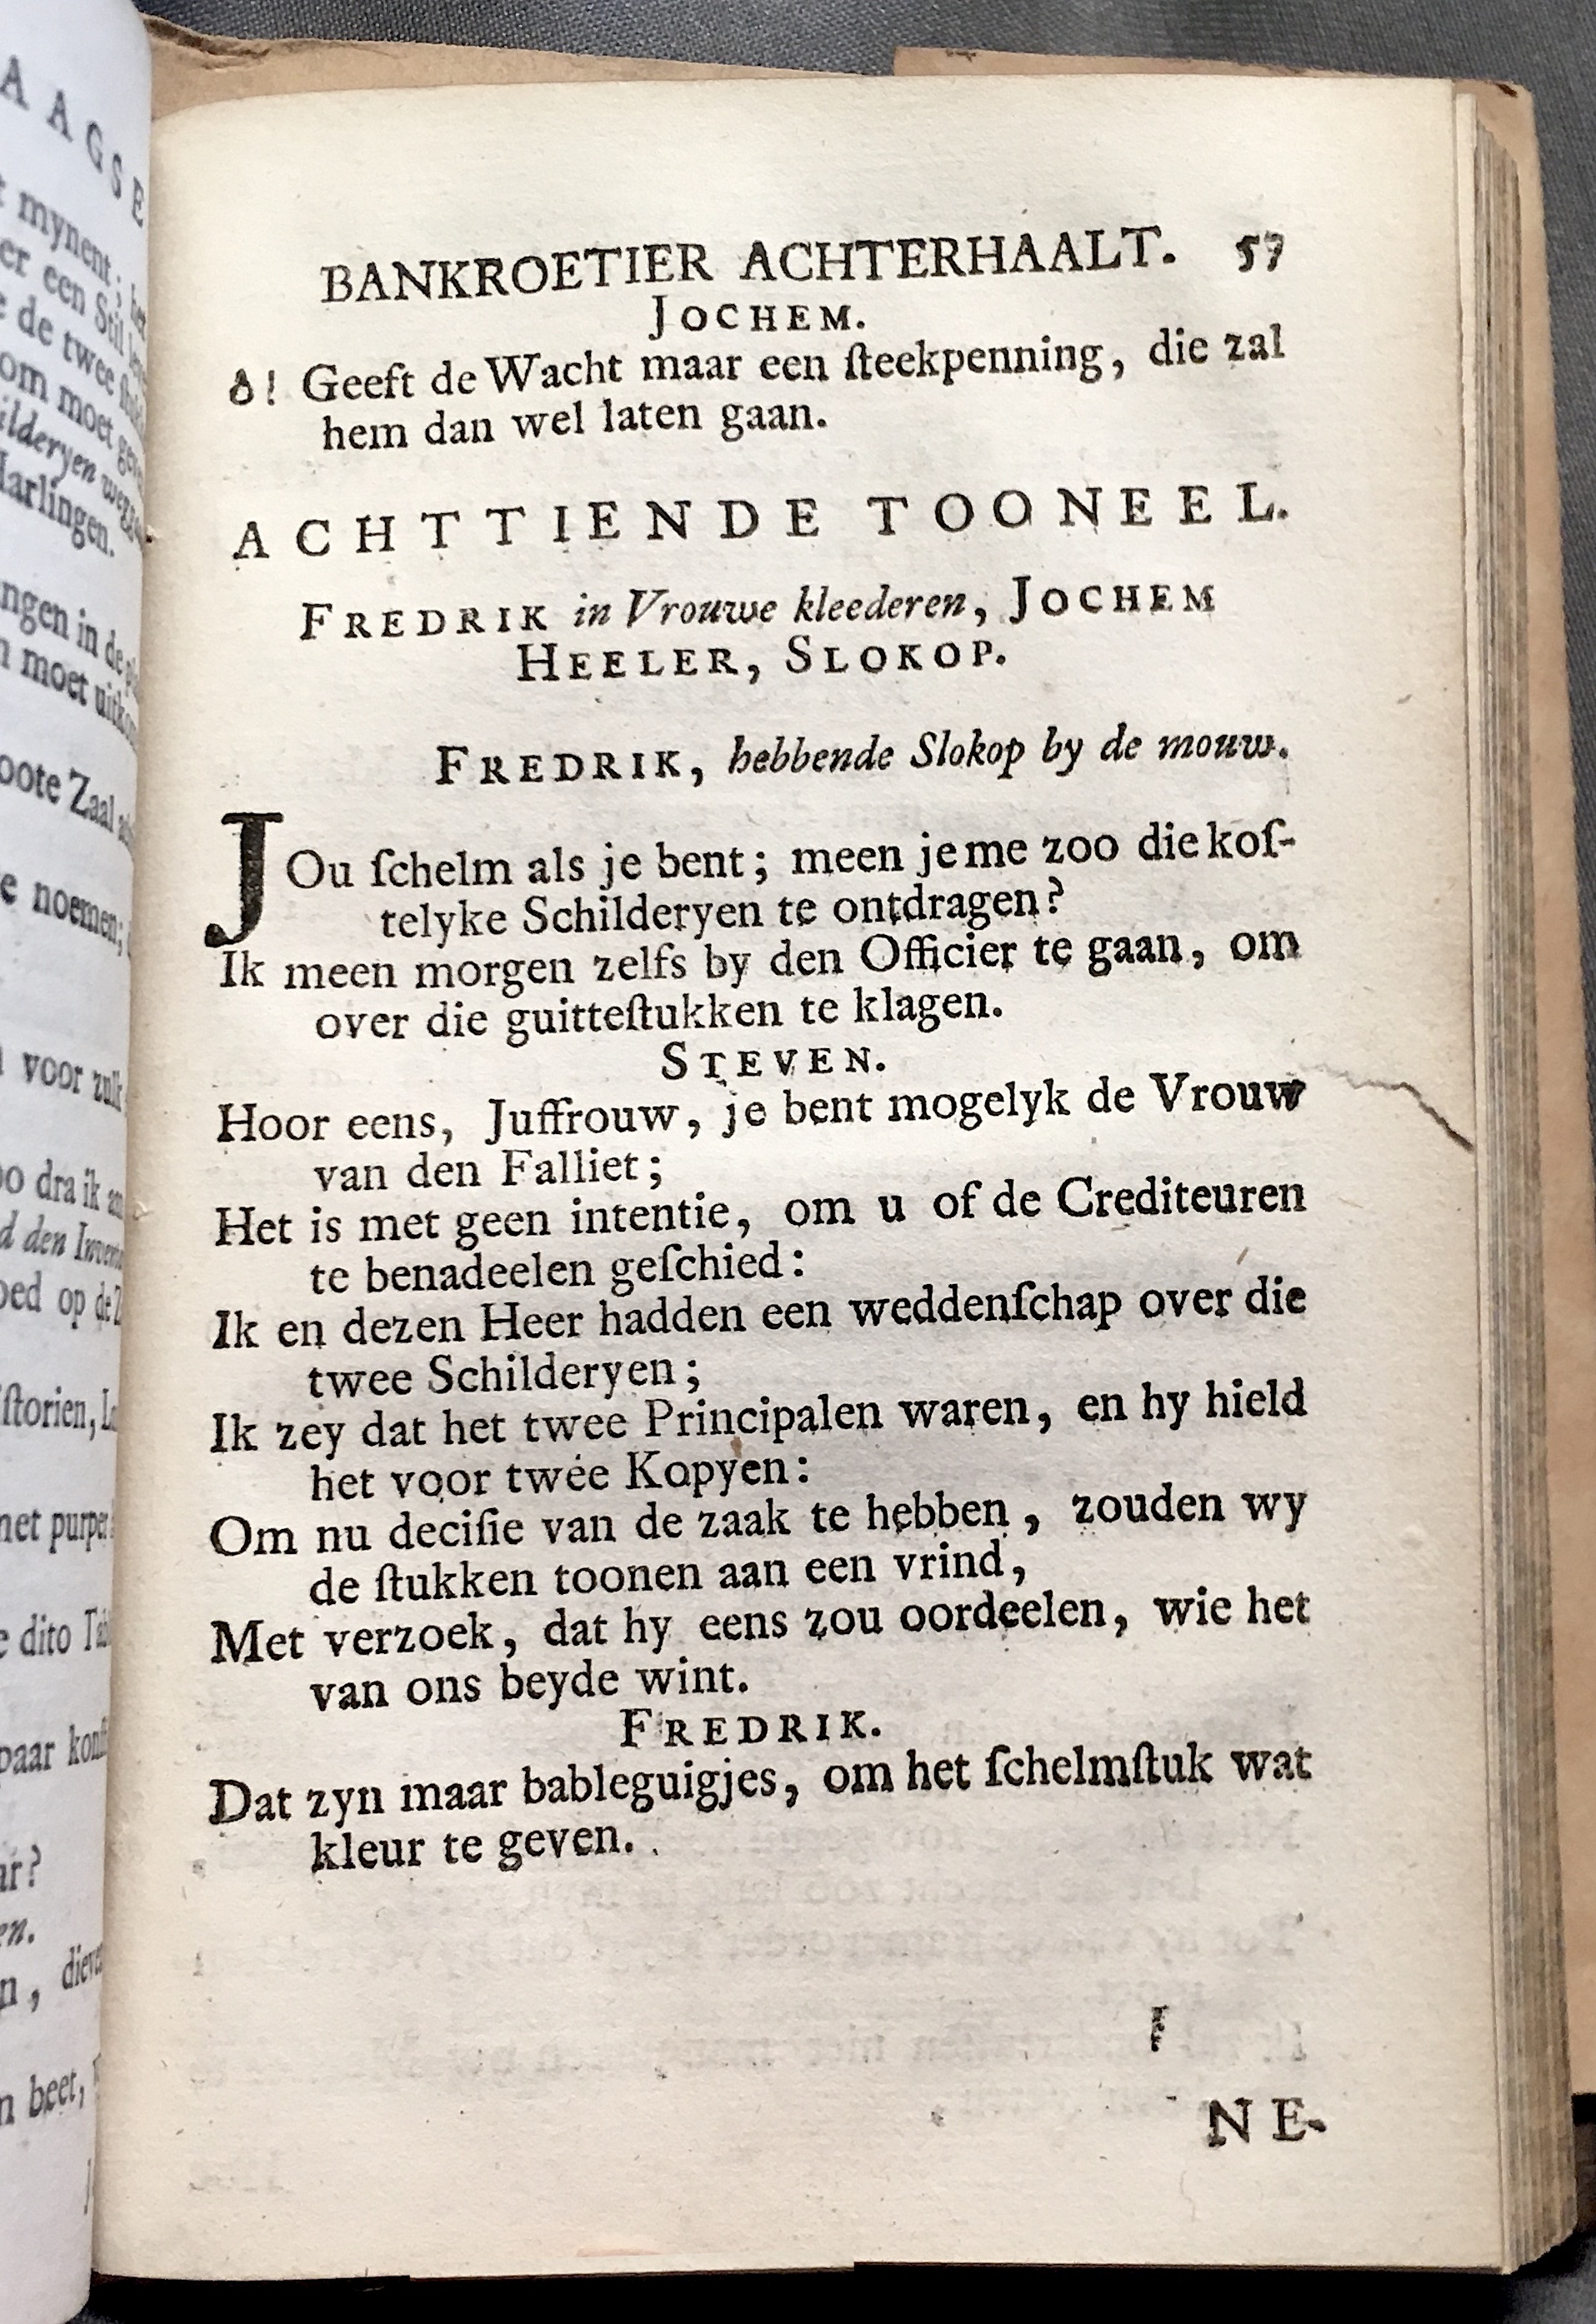 BANKROETIER ACHTERHAALT. 57
JOCHEM.
ô! Geeft de Wacht maar een ſteekpenning, die zal
hem dan wel laten gaan.
ACHTTIENDE TOONEEL.
FREDRIK in Vrouwe kleederen, JOCHEM
HEELER, SLOKOP.
FREDRIK, hebbende Slokop by de mouw.
JOu ſchelm als je bent; meen je me zoo die koſ-
telyke Schilderyen te ontdragen?
Ik meen morgen zelfs by den Officier te gaan, om
over die guitteſtukken te klagen.
STEVEN.
Hoor eens, Juffrouw, je bent mogelyk de Vrouw
van den Falliet;
Het is met geen intentie, om u of de Crediteuren
te benadeelen geſchied:
Ik en dezen Heer hadden een weddenſchap over die
twee Schilderyen;
Ik zey dat het twee Principalen waren, en hy hield
het voor twee Kopyen:
Om nu deciſie van de zaak te hebben, zouden wy
de ſtukken toonen aan een vrind,
Met verzoek, dat hy eens zou oordeelen, wie het
van ons beyde wint.
FREDRIK.
Dat zyn maar bableguigjes, om het ſchelmſtuk wat
kleur te geven.
NE-